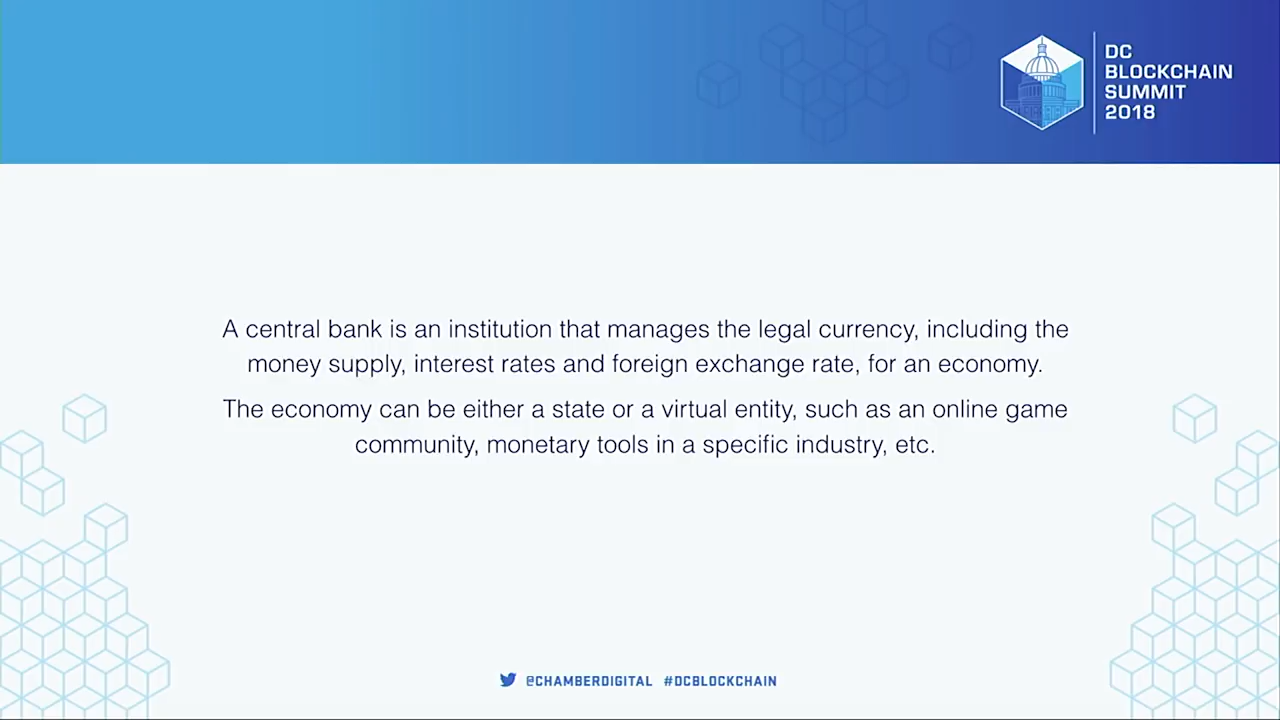 DC
BLOCKCHAIN
SUMMIT
2018
A central bank is an institution that manages the legal currency, including the
money supply, interest rates and foreign exchange rate, for an economy.
The economy can be either a state or a virtual entity, such as an online game
community, monetary tools in a specific industry, etc.
@CHAMBERDIGITAL #DCBLOCKCHAIN